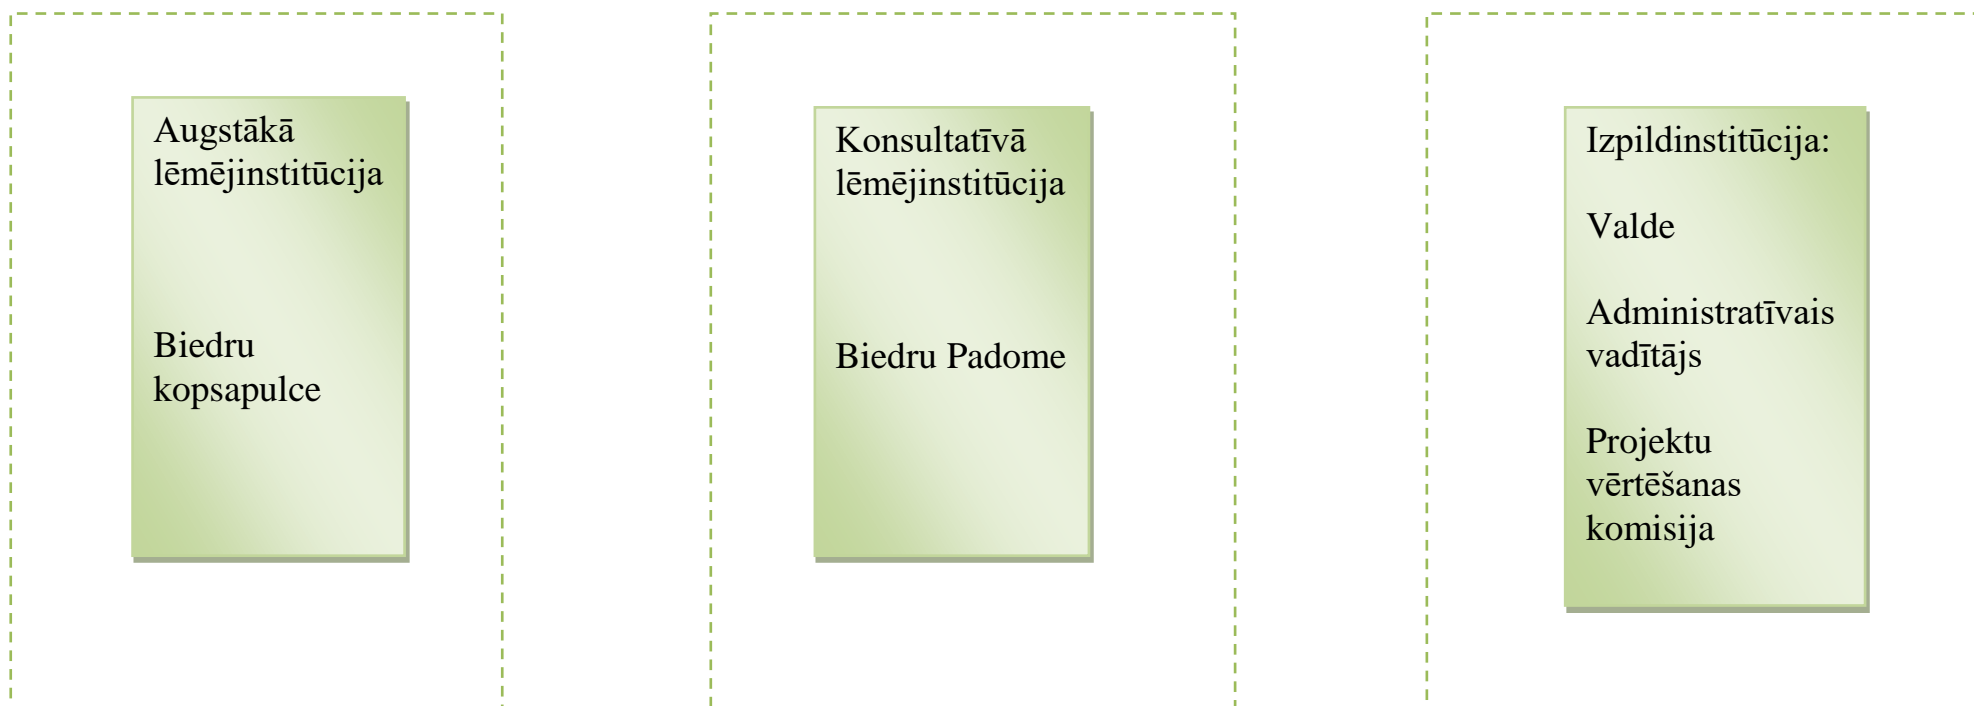 Augstākā
lēmējinstitūcija
Biedru
kopsapulce
Konsultatīvā
lēmējinstitūcija
Biedru Padome
Izpildinstitūcija:
Valde
Administratīvais
vadītājs
Projektu
vērtēšanas
komisija